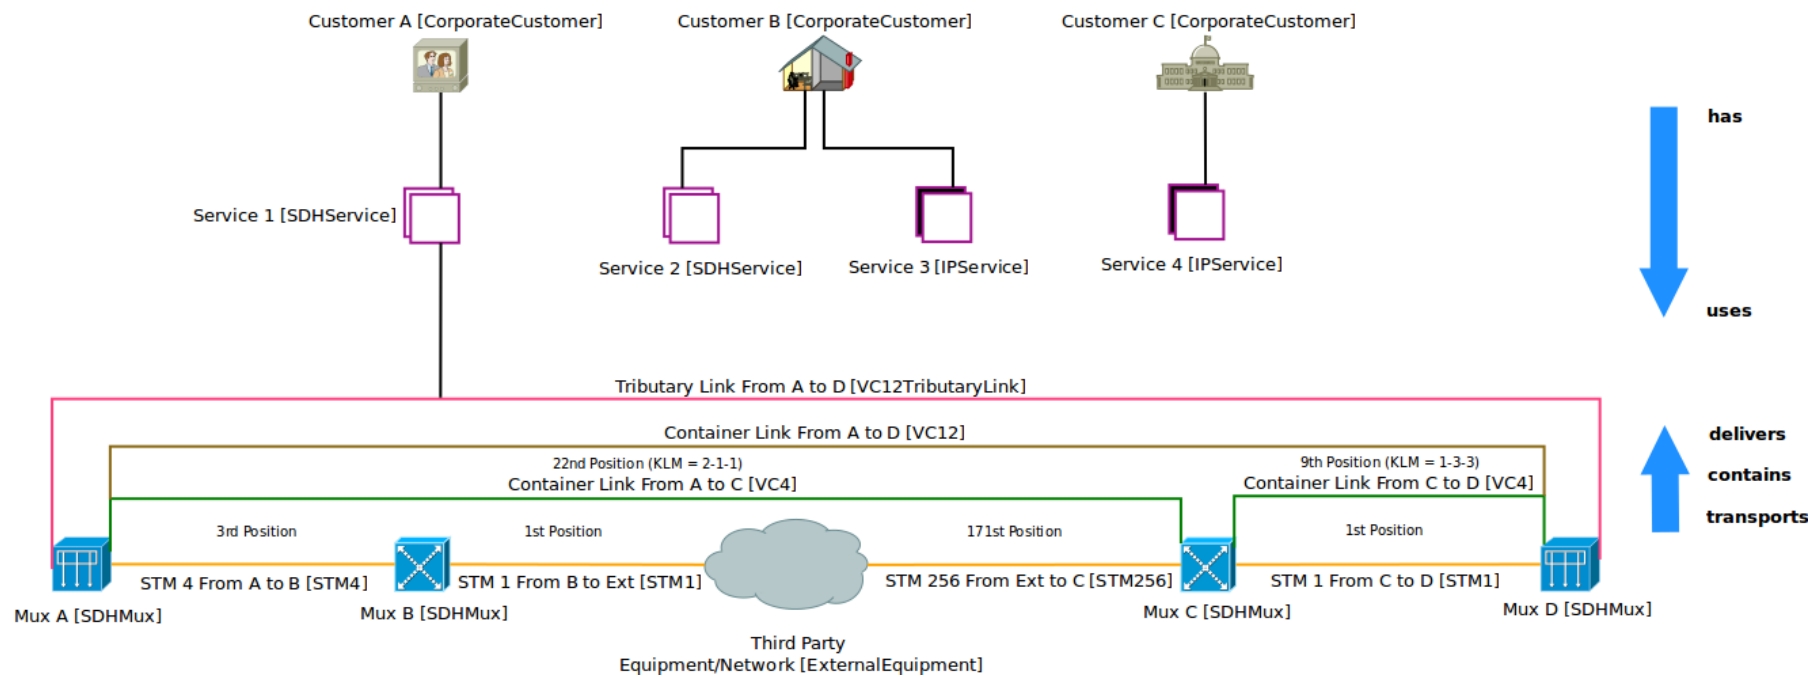 Customer A [CorporateCustomer]
Customer B [CorporateCustomer]
Customer C [CorporateCustomer]
has
Service 1 [SDHService]
Service 2 [SDHService]
Service 3 [IPService]
Service 4 [IPService]
uses
Tributary Link From A to D [VC12TributaryLink]
Container Link From A to D [VC12]
delivers
22nd Position (KLM = 2-1-1)
Container Link From A to C [VC4]
9th Position (KLM = 1-3-3)
Container Link From C to D [VC4]
contains
transports
3rd Position
1st Position
171st Position
1st Position
STM 4 From A to B [STM4]
STM 1 From B to Ext [STM1]
STM 256 From Ext to C [STM256]
STM 1 From C to D [STM1]
Mux A [SDHMux]
Mux B [SDHMux]
Mux C [SDHMux]
Mux D [SDHMux]
Third Party
Equipment/Network [ExternalEquipment]